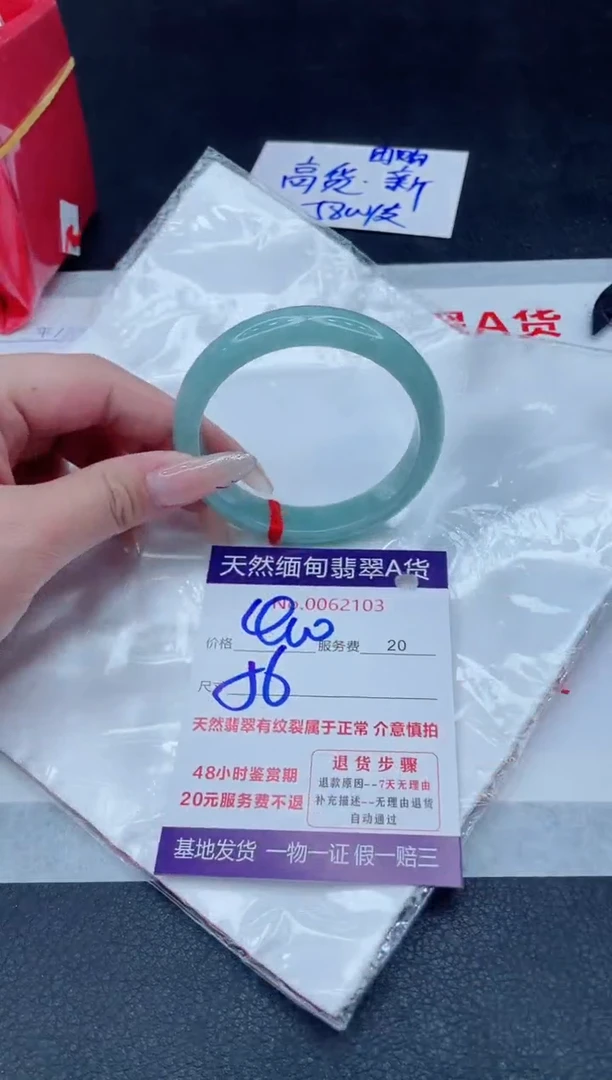 团购
高货.新
翠A货
天然缅甸翡翠A货
No.0062103
价格 服务费 20
尺寸 56
天然翡翠有纹裂属于正常 介意慎拍
48小时鉴赏期
20元服务费不退
退货步骤
退款原因--7天无理由
补充描述--无理由退货
自动通过
基地发货 一物一证 假一赔三